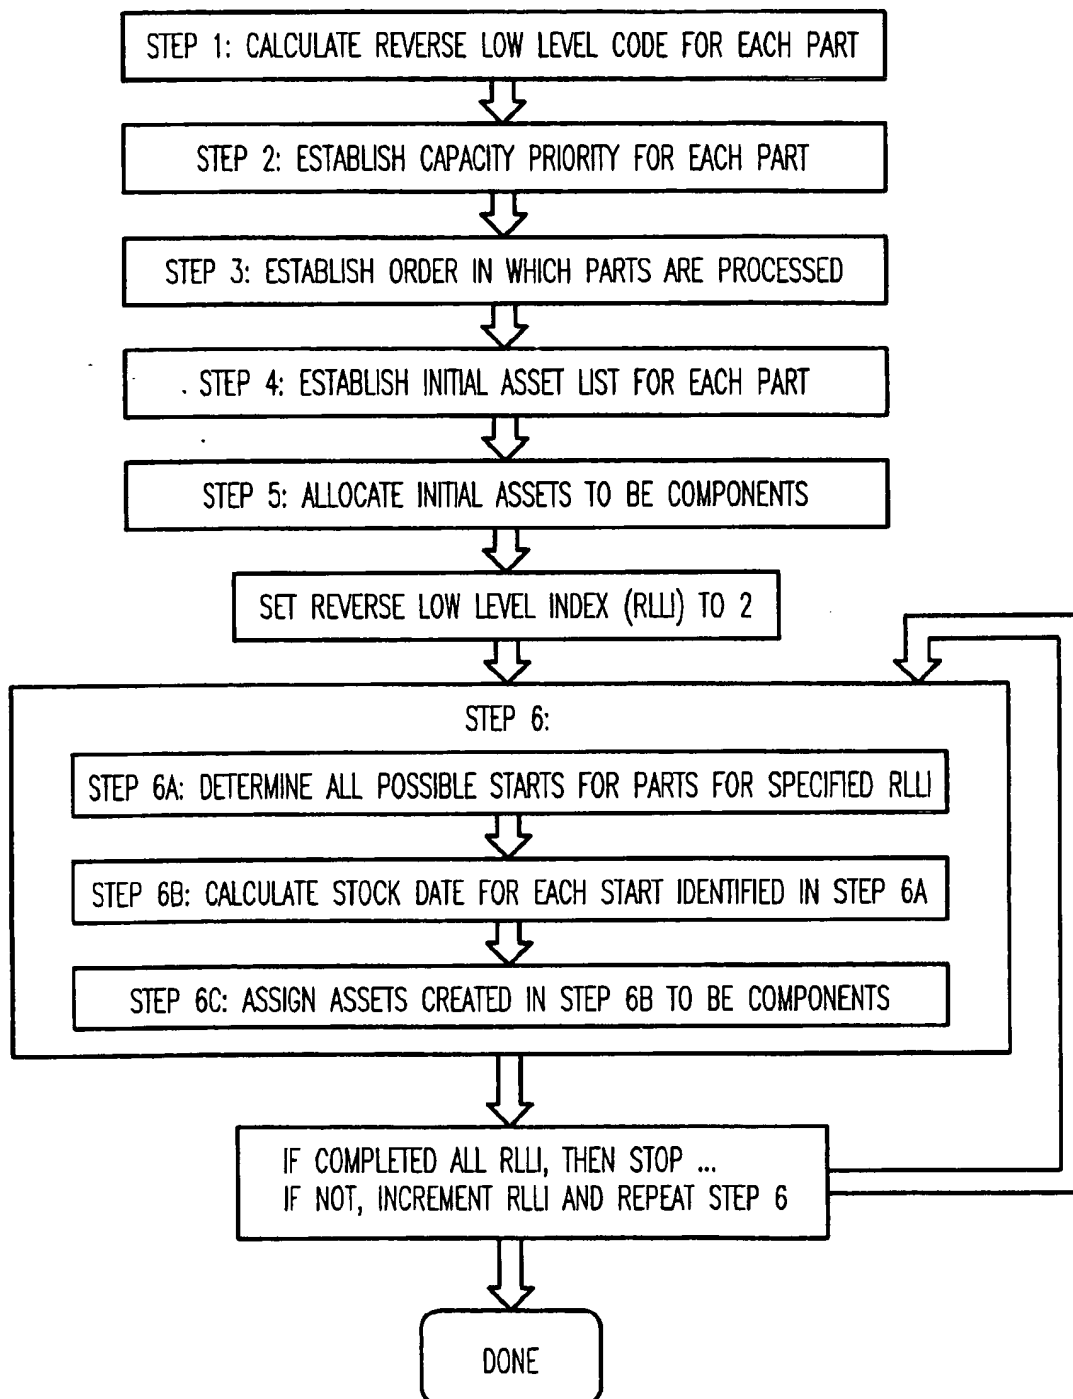 STEP 1: CALCULATE REVERSE LOW LEVEL CODE FOR EACH PART
STEP 2: ESTABLISH CAPACITY PRIORITY FOR EACH PART
STEP 3: ESTABLISH ORDER IN WHICH PARTS ARE PROCESSED
STEP 4: ESTABLISH INITIAL ASSET LIST FOR EACH PART
STEP 5: ALLOCATE INITIAL ASSETS TO BE COMPONENTS
SET REVERSE LOW LEVEL INDEX (RLLI) TO 2
STEP 6:
STEP 6A: DETERMINE ALL POSSIBLE STARTS FOR PARTS FOR SPECIFIED RLLI
STEP 6B: CALCULATE STOCK DATE FOR EACH START IDENTIFIED IN STEP 6A
STEP 6C: ASSIGN ASSETS CREATED IN STEP 6B TO BE COMPONENTS
IF COMPLETED ALL RLLI, THEN STOP ...
IF NOT, INCREMENT RLLI AND REPEAT STEP 6
DONE